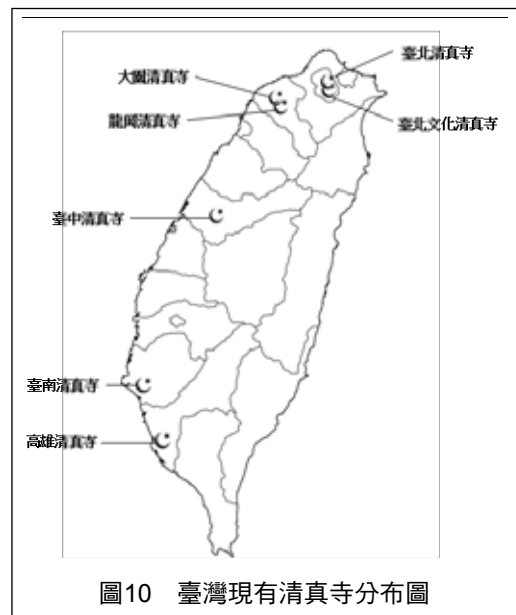 臺北清真寺
大園清真寺
龍岡清真寺
臺北文化清真寺
臺中清真寺
臺南清真寺
高雄清真寺
圖10 臺灣現有清真寺分布圖